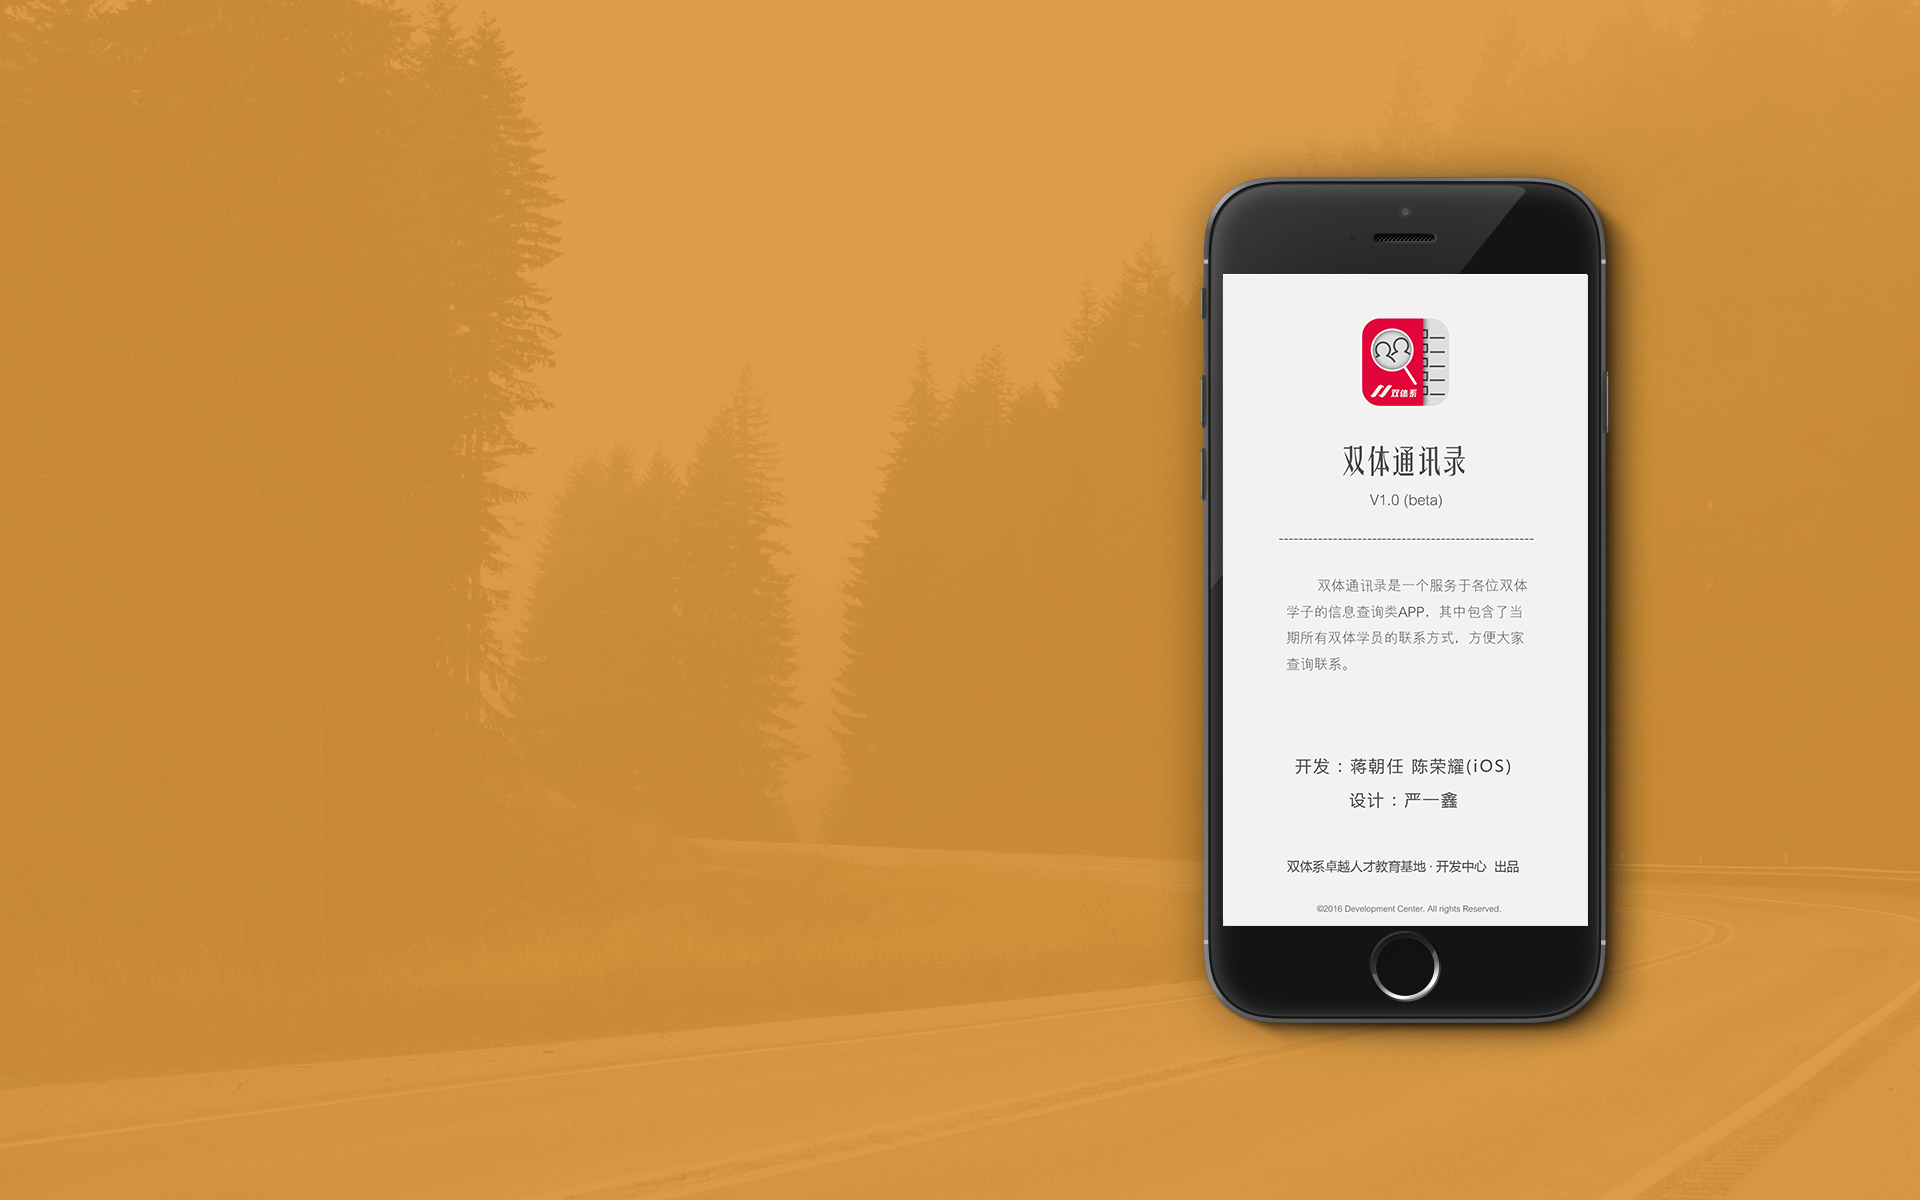 双体系
双体通讯录
V1.0 (beta)
双体通讯录是一个服务于各位双体
学子的信息查询类APP，其中包含了当
期所有双体学员的联系方式，方便大家
查询联系。
开发：蒋朝任 陈荣耀(iOS)
设计：严一鑫
双体系卓越人才教育基地·开发中心 出品
©2016 Development Center. All rights Reserved.